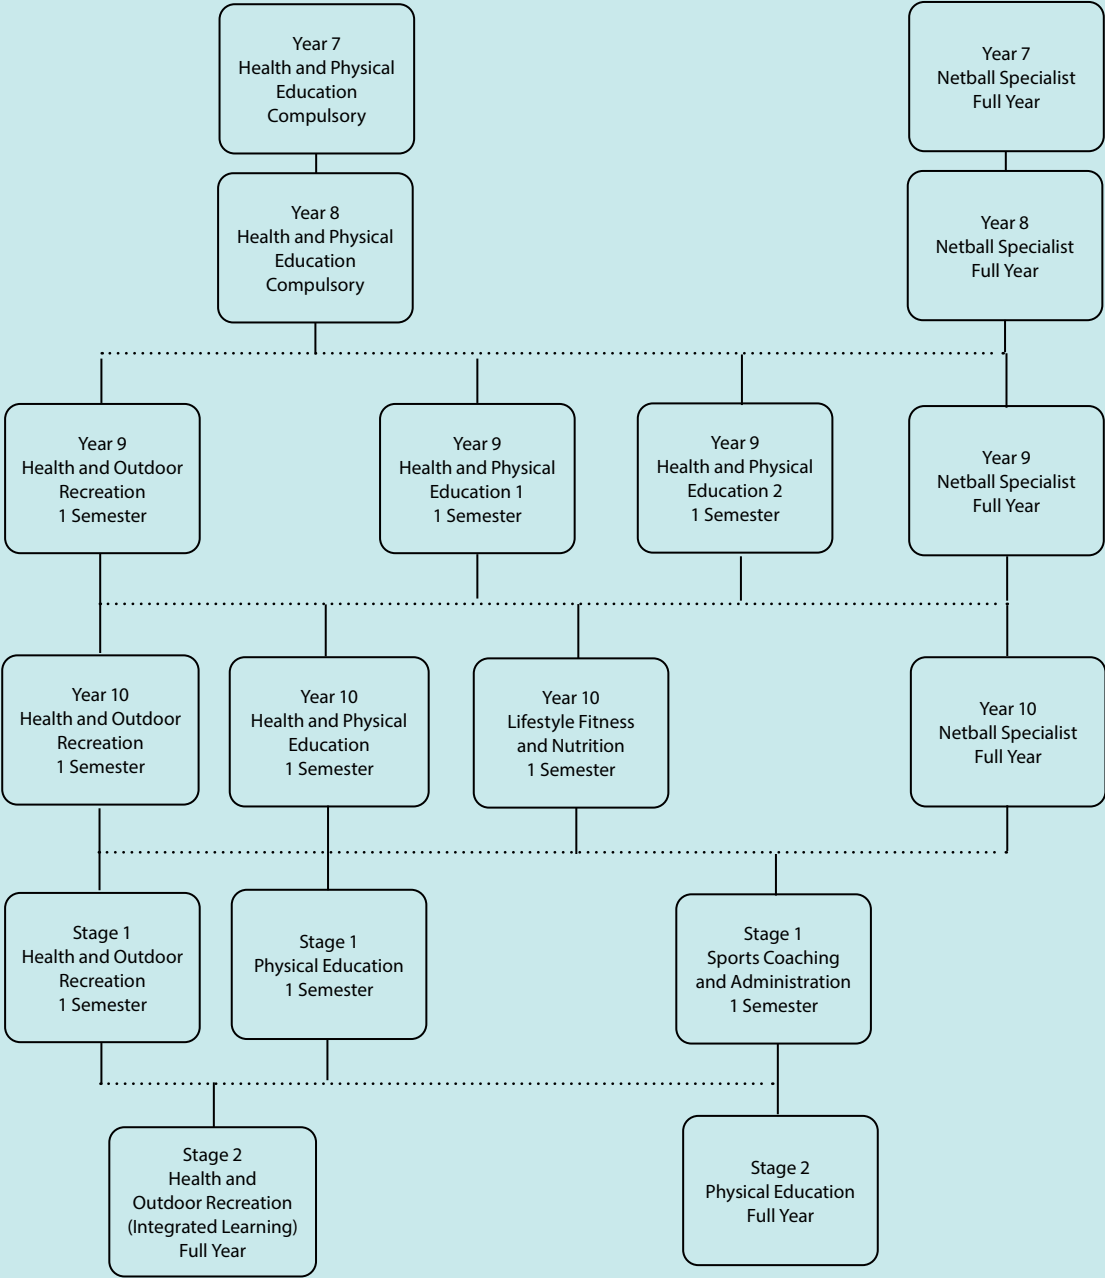 Year 7
Health and Physical
Education
Compulsory
Year 7
Netball Specialist
Full Year
Year 8
Health and Physical
Education
Compulsory
Year 8
Netball Specialist
Full Year
Year 9
Health and Outdoor
Recreation
1 Semester
Year 9
Health and Physical
Education 1
1 Semester
Year 9
Health and Physical
Education 2
1 Semester
Year 9
Netball Specialist
Full Year
Year 10
Health and Outdoor
Recreation
1 Semester
Year 10
Health and Physical
Education
1 Semester
Year 10
Lifestyle Fitness
and Nutrition
1 Semester
Year 10
Netball Specialist
Full Year
Stage 1
Health and Outdoor
Recreation
1 Semester
Stage 1
Physical Education
1 Semester
Stage 1
Sports Coaching
and Administration
1 Semester
Stage 2
Health and
Outdoor Recreation
(Integrated Learning)
Full Year
Stage 2
Physical Education
Full Year